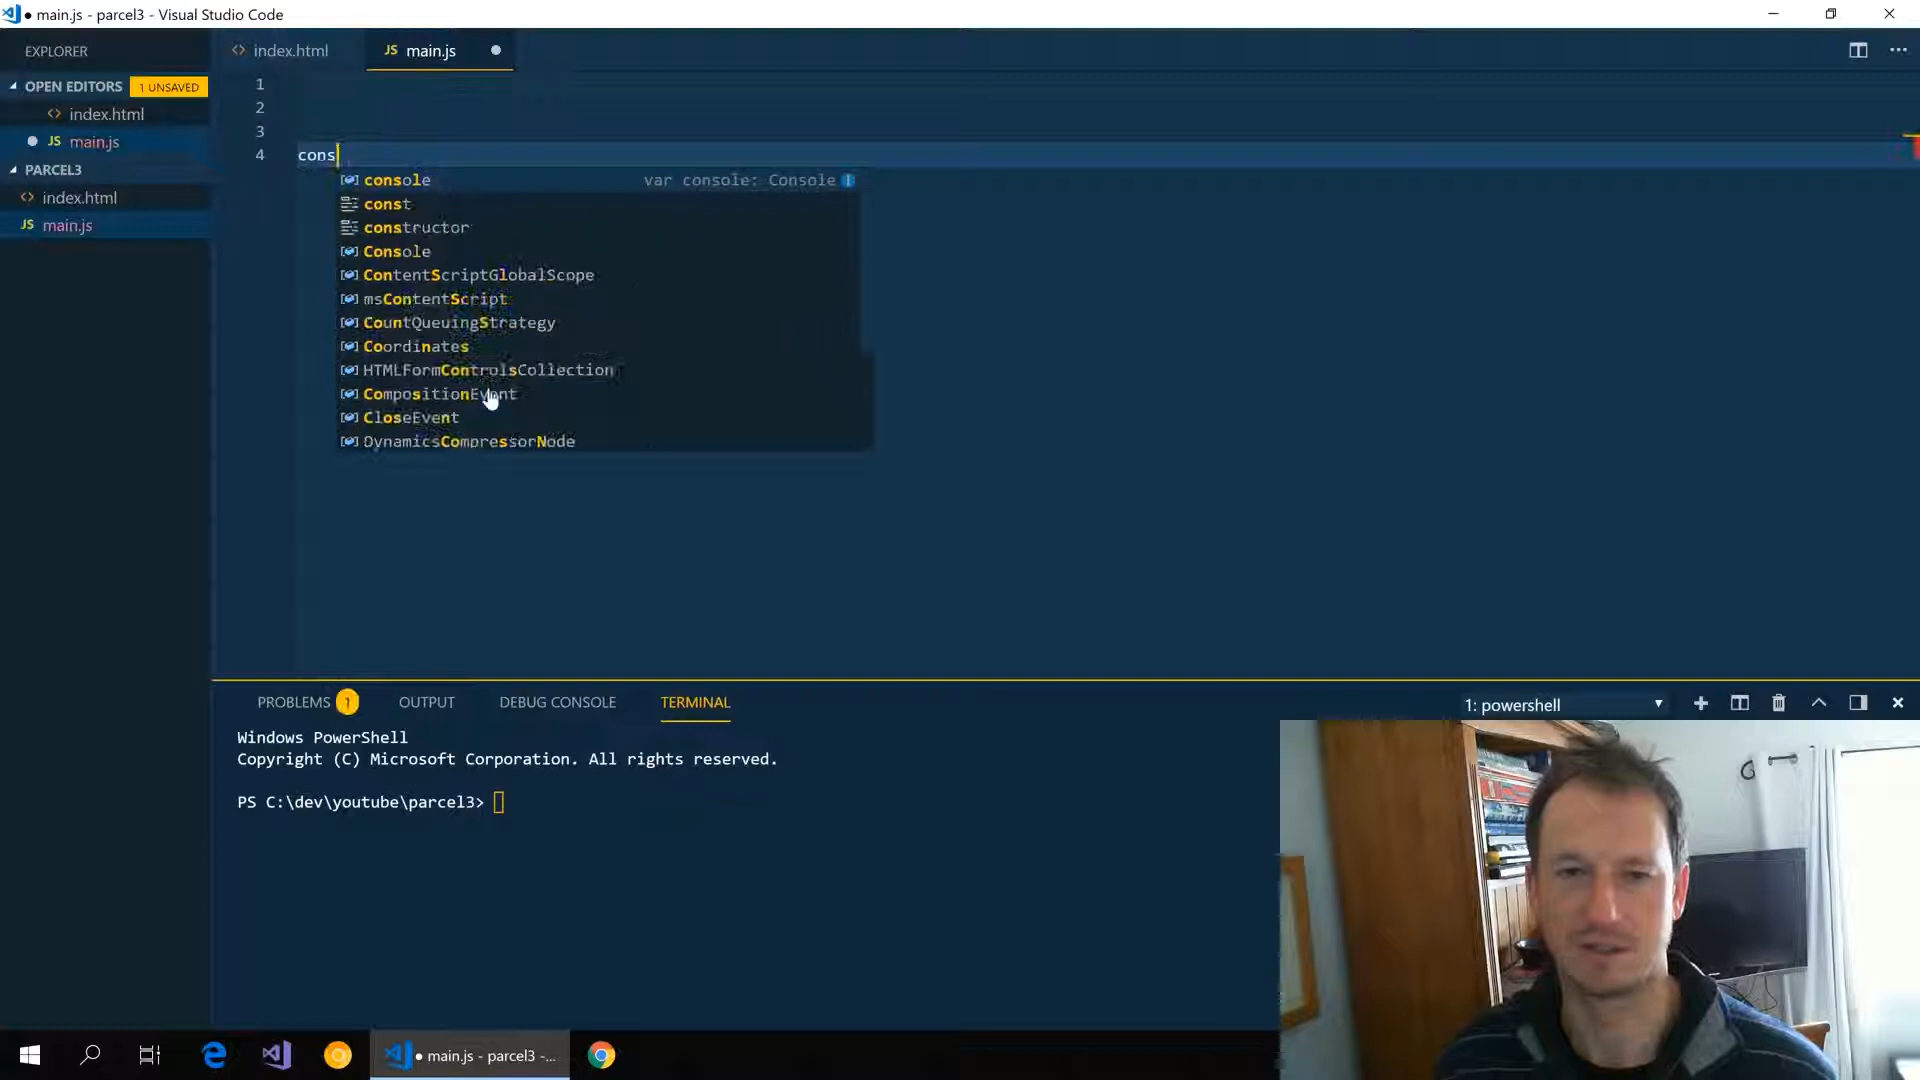 main.js - parcel3 - Visual Studio Code
EXPLORER
index.html
JS main.js
OPEN EDITORS 1 UNSAVED
index.html
JS main.js
PARCEL3
index.html
JS main.js
1
2
3
4 cons
console var console: Console
const
constructor
Console
ContentScriptGlobalScope
msContentScript
CountQueuingStrategy
Coordinates
HTMLFormControlsCollection
CompositionEvent
CloseEvent
DynamicsCompressorNode
PROBLEMS 1 OUTPUT DEBUG CONSOLE TERMINAL
1: powershell
Windows PowerShell
Copyright (C) Microsoft Corporation. All rights reserved.
PS C:\dev\youtube\parcel3>
main.js - parcel3 -...